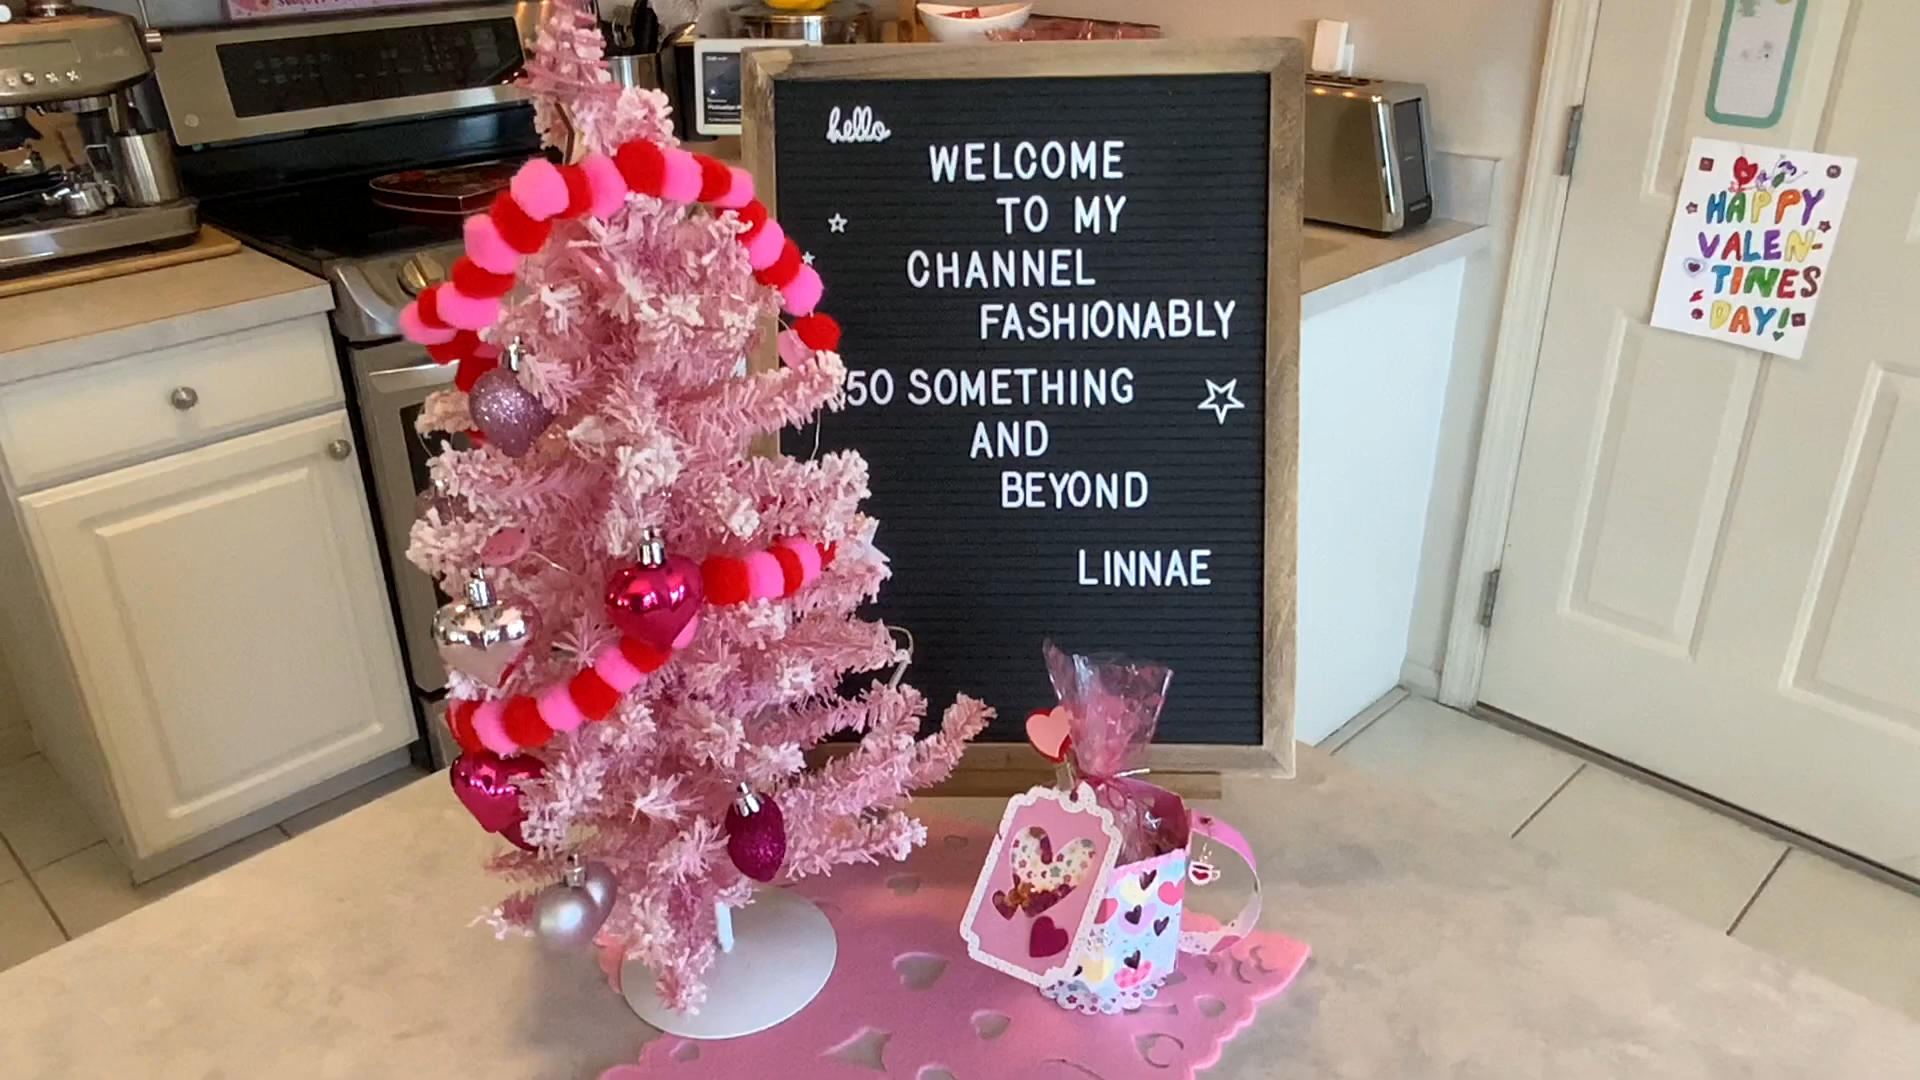 hello
WELCOME
TO MY
CHANNEL
FASHIONABLY
50 SOMETHING
AND
BEYOND
LINNAE
HAPPY
VALEN-
TINES
DAY!